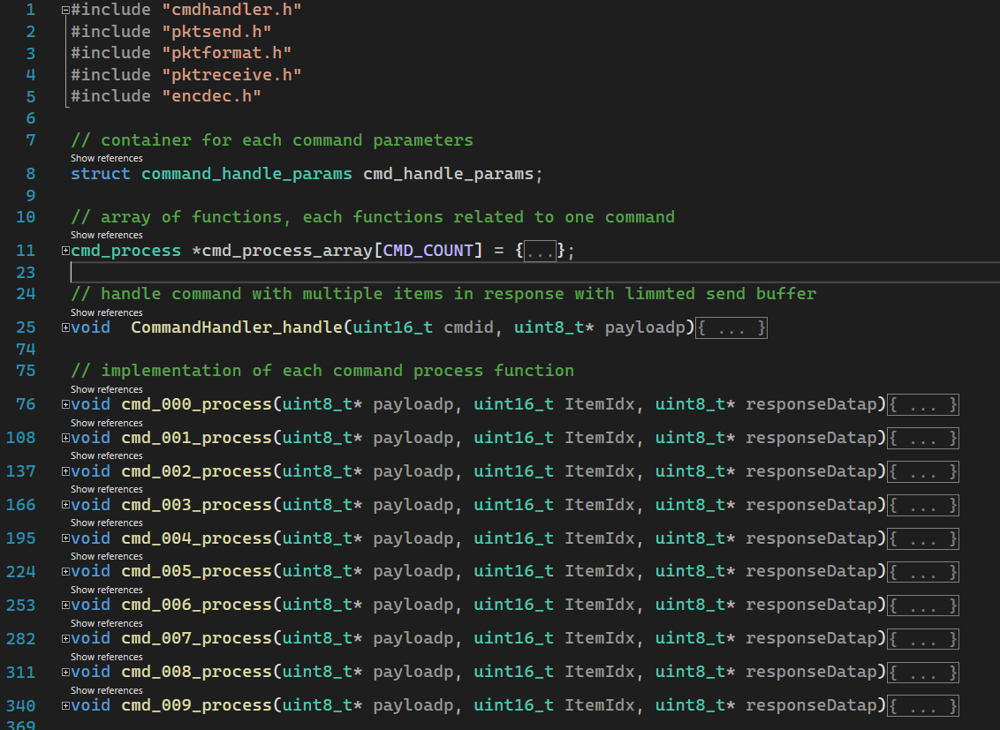 1 #include "cmdhandler.h"
2 #include "pktsend.h"
3 #include "pktformat.h"
4 #include "pktreceive.h"
5 #include "encdec.h"
6
7 // container for each command parameters
Show references
8 struct command_handle_params cmd_handle_params;
9
10 // array of functions, each functions related to one command
Show references
11 cmd_process *cmd_process_array[CMD_COUNT] = {...};
23
24 // handle command with multiple items in response with limmted send buffer
Show references
25 void  CommandHandler_handle(uint16_t cmdid, uint8_t* payloadp){ ... }
74
75 // implementation of each command process function
Show references
76 void cmd_000_process(uint8_t* payloadp, uint16_t ItemIdx, uint8_t* responseDatap){ ... }
Show references
108 void cmd_001_process(uint8_t* payloadp, uint16_t ItemIdx, uint8_t* responseDatap){ ... }
Show references
137 void cmd_002_process(uint8_t* payloadp, uint16_t ItemIdx, uint8_t* responseDatap){ ... }
Show references
166 void cmd_003_process(uint8_t* payloadp, uint16_t ItemIdx, uint8_t* responseDatap){ ... }
Show references
195 void cmd_004_process(uint8_t* payloadp, uint16_t ItemIdx, uint8_t* responseDatap){ ... }
Show references
224 void cmd_005_process(uint8_t* payloadp, uint16_t ItemIdx, uint8_t* responseDatap){ ... }
Show references
253 void cmd_006_process(uint8_t* payloadp, uint16_t ItemIdx, uint8_t* responseDatap){ ... }
Show references
282 void cmd_007_process(uint8_t* payloadp, uint16_t ItemIdx, uint8_t* responseDatap){ ... }
Show references
311 void cmd_008_process(uint8_t* payloadp, uint16_t ItemIdx, uint8_t* responseDatap){ ... }
Show references
340 void cmd_009_process(uint8_t* payloadp, uint16_t ItemIdx, uint8_t* responseDatap){ ... }
369